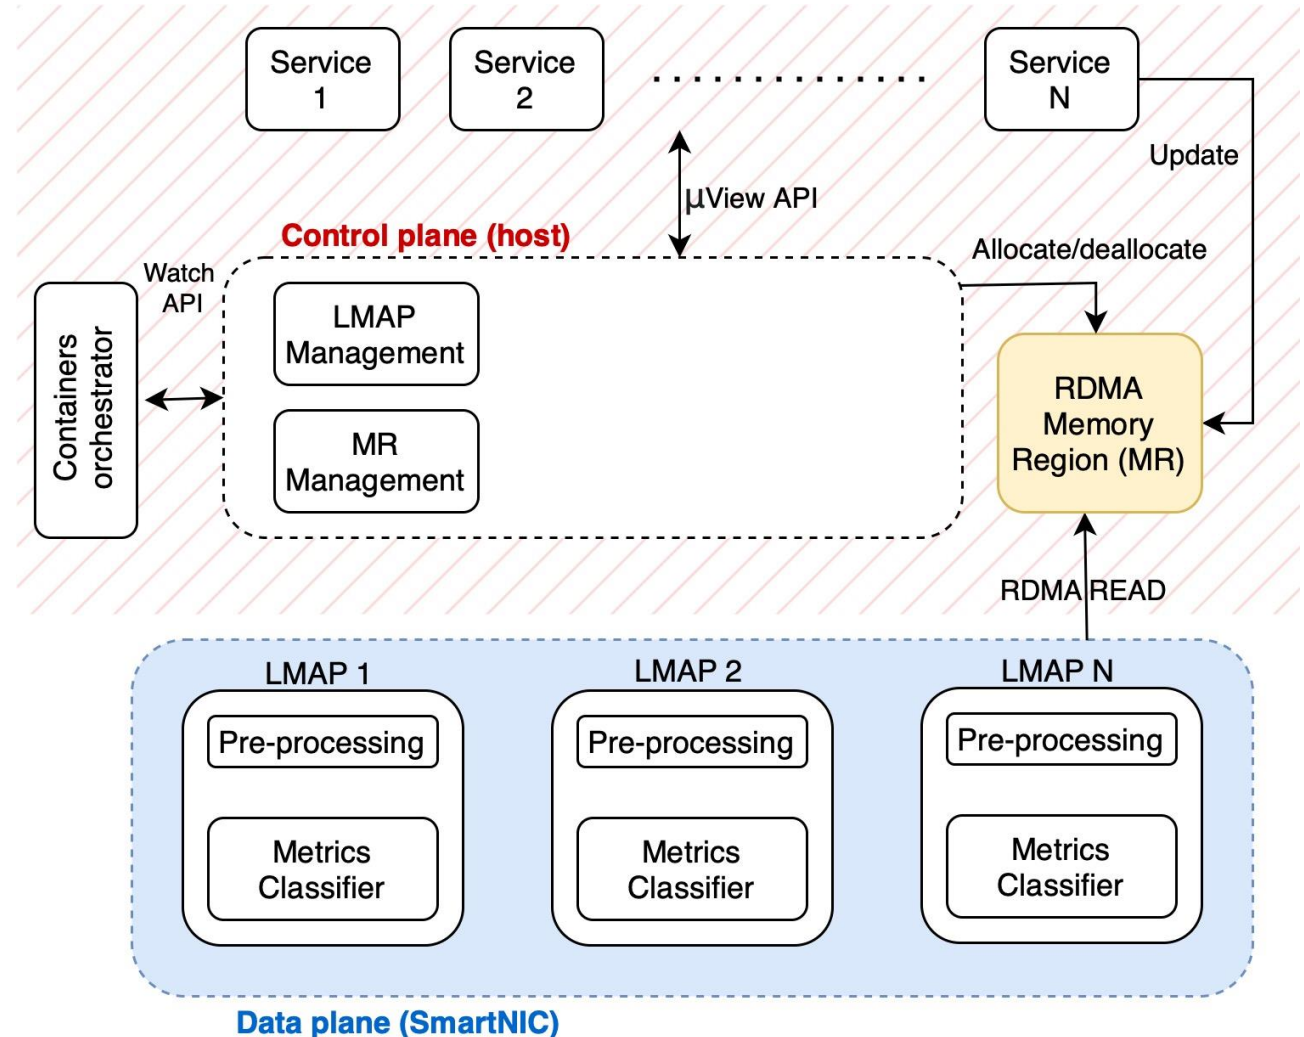 Service
1
Service
2
Service
N
Update
µView API
Control plane (host)
Allocate/deallocate
Watch
API
Containers
orchestrator
LMAP
Management
MR
Management
RDMA
Memory
Region (MR)
RDMA READ
LMAP 1
LMAP 2
LMAP N
Pre-processing
Pre-processing
Pre-processing
Metrics
Classifier
Metrics
Classifier
Metrics
Classifier
Data plane (SmartNIC)